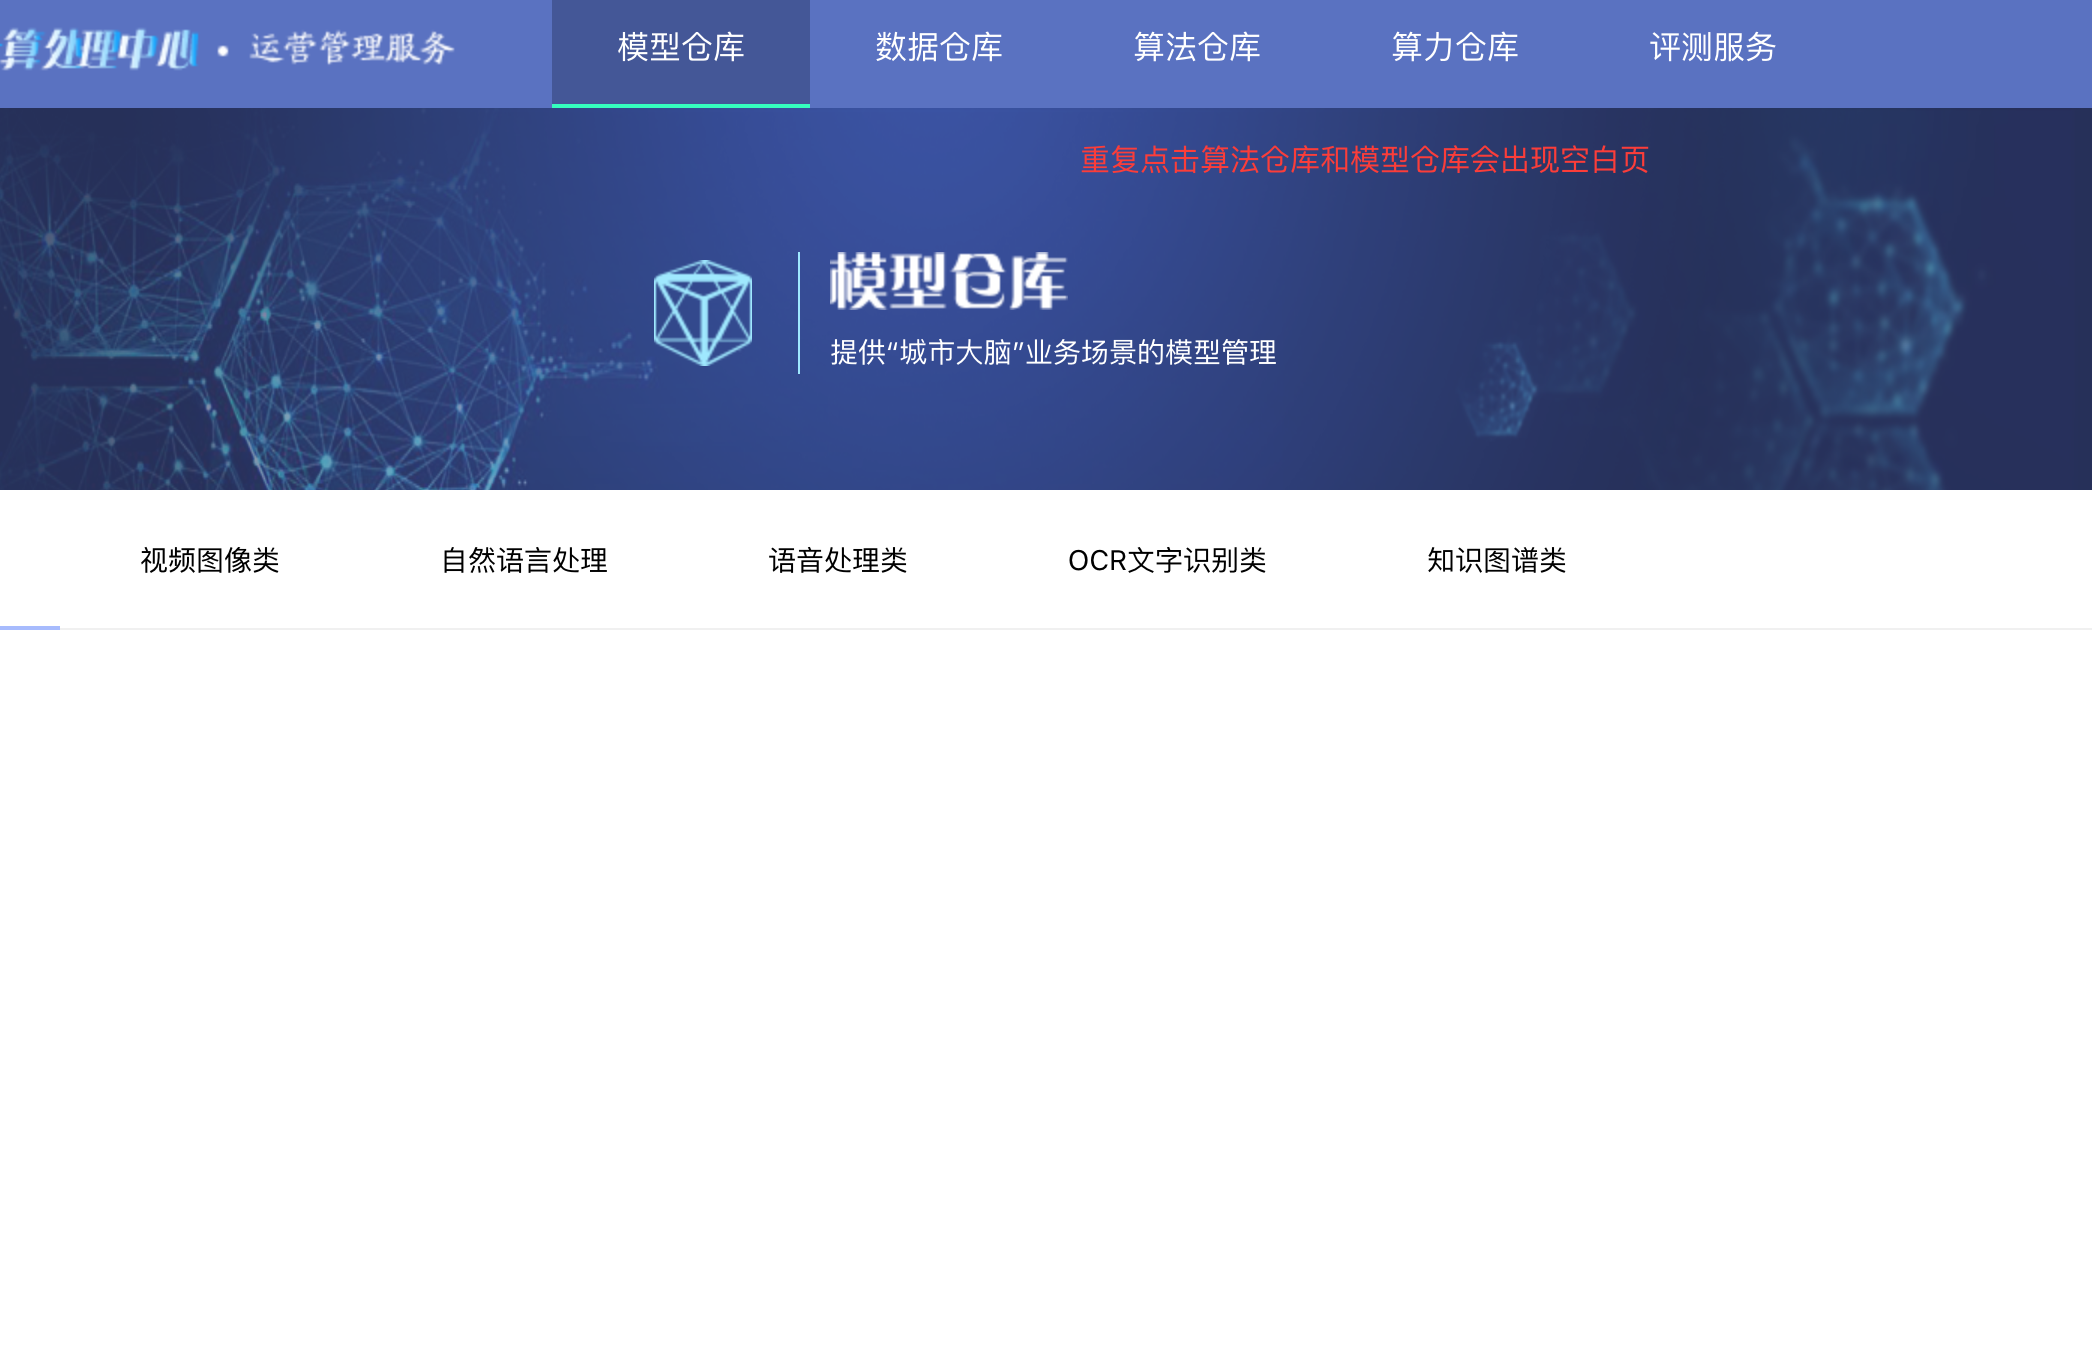 算处理中心 • 运营管理服务 模型仓库 数据仓库 算法仓库 算力仓库 评测服务
重复点击算法仓库和模型仓库会出现空白页
模型仓库
提供“城市大脑”业务场景的模型管理
视频图像类 自然语言处理 语音处理类 OCR文字识别类 知识图谱类